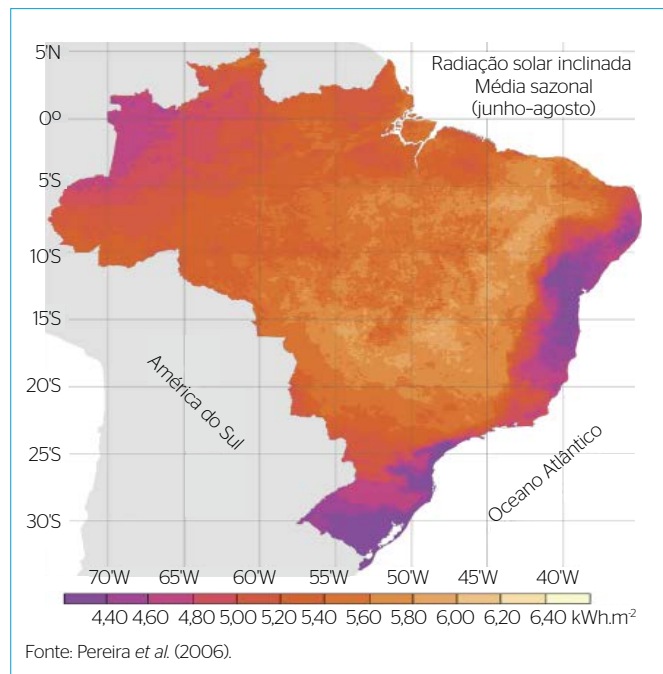 Radiação solar inclinada
Média sazonal
(junho-agosto)
5'N
0º
5'S
10'S
15'S
20'S
25'S
30'S
América do Sul
Oceano Atlântico
70'W 65'W 60'W 55'W 50'W 45'W 40'W
4,40 4,60 4,80 5,00 5,20 5,40 5,60 5,80 6,00 6,20 6,40 kWh.m-²
Fonte: Pereira et al. (2006).